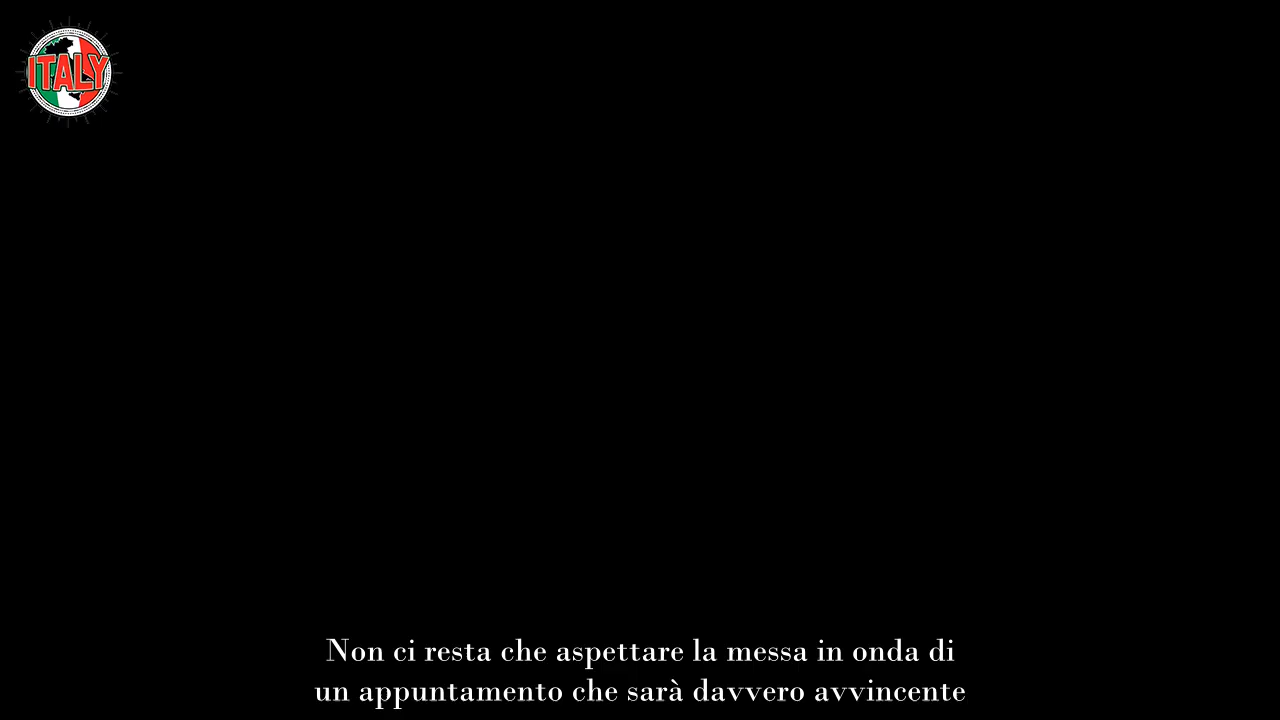 ITALY
Non ci resta che aspettare la messa in onda di
un appuntamento che sarà davvero avvincente